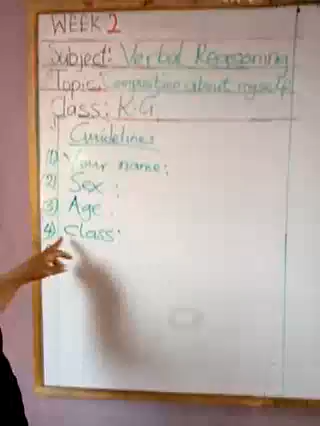 WEEK 2
Subject: Verbal Reasoning
Topic: Composition about myself
Class: K.G
Guidelines
1) Your name:
2) Sex :
3) Age :
4) Class: